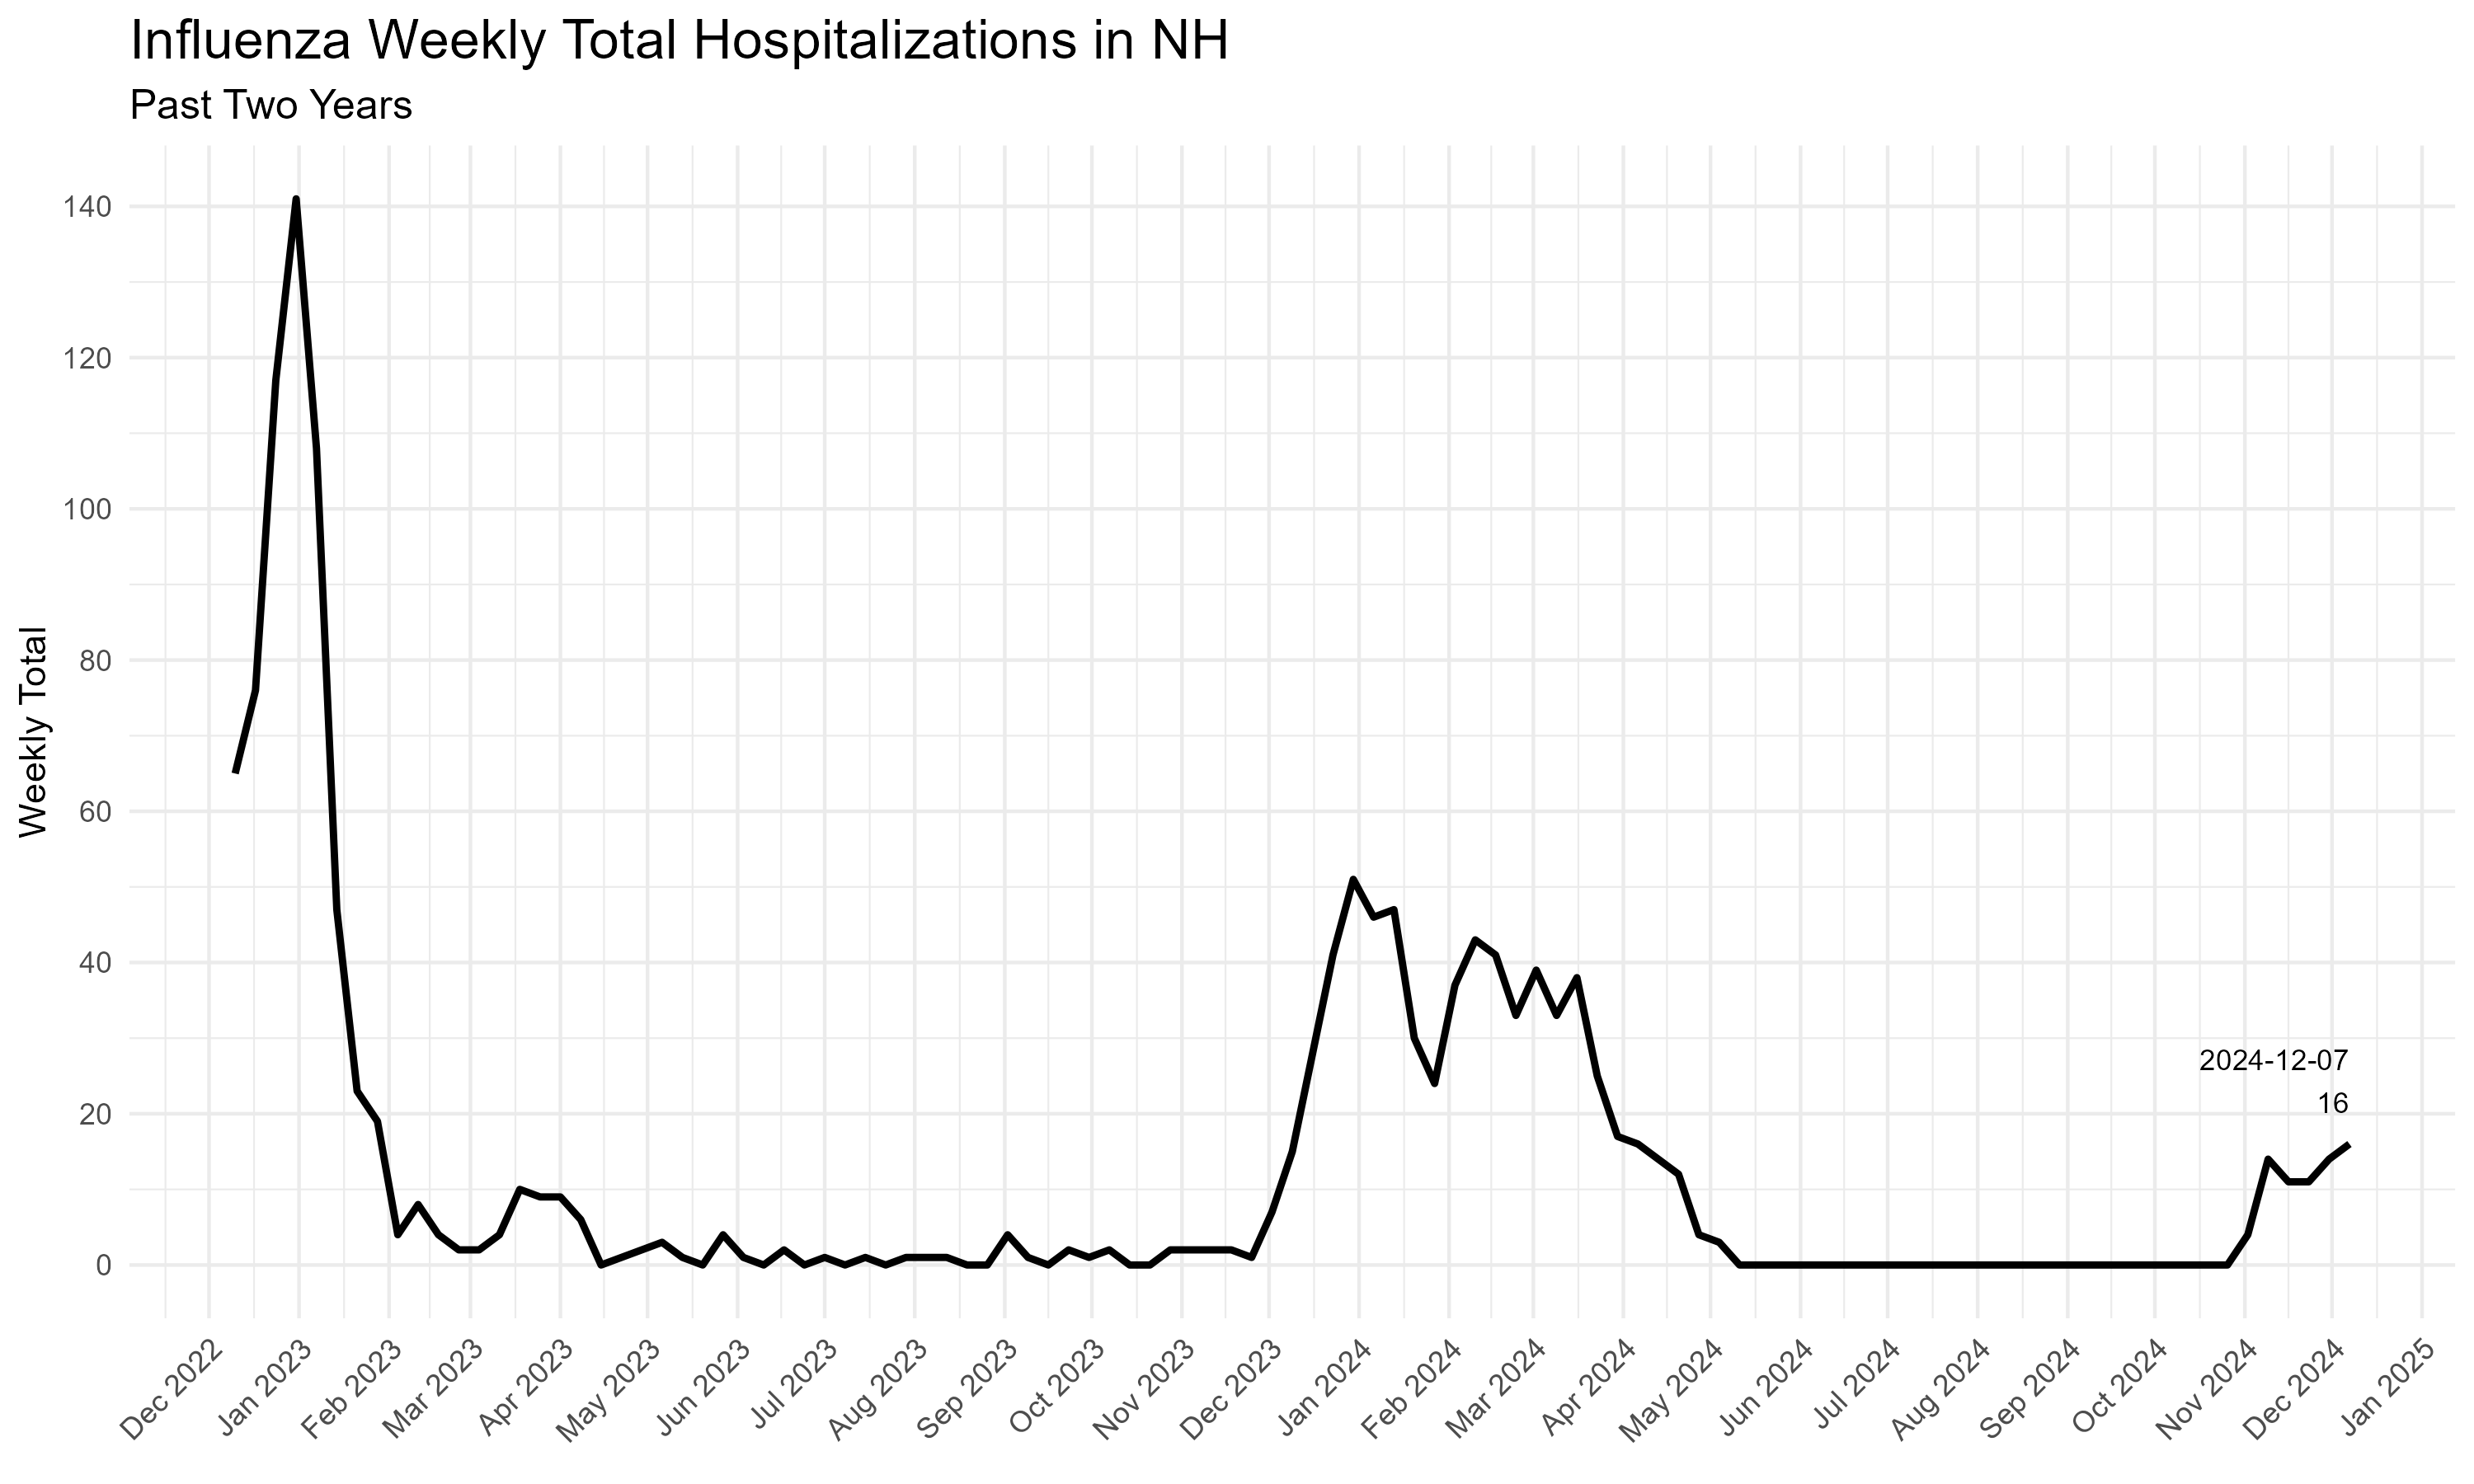 Influenza Weekly Total Hospitalizations in NH
Past Two Years
Weekly Total
140
120
100
80
60
40
20
0
2024-12-07
16
Dec 2022
Jan 2023
Feb 2023
Mar 2023
Apr 2023
May 2023
Jun 2023
Jul 2023
Aug 2023
Sep 2023
Oct 2023
Nov 2023
Dec 2023
Jan 2024
Feb 2024
Mar 2024
Apr 2024
May 2024
Jun 2024
Jul 2024
Aug 2024
Sep 2024
Oct 2024
Nov 2024
Dec 2024
Jan 2025